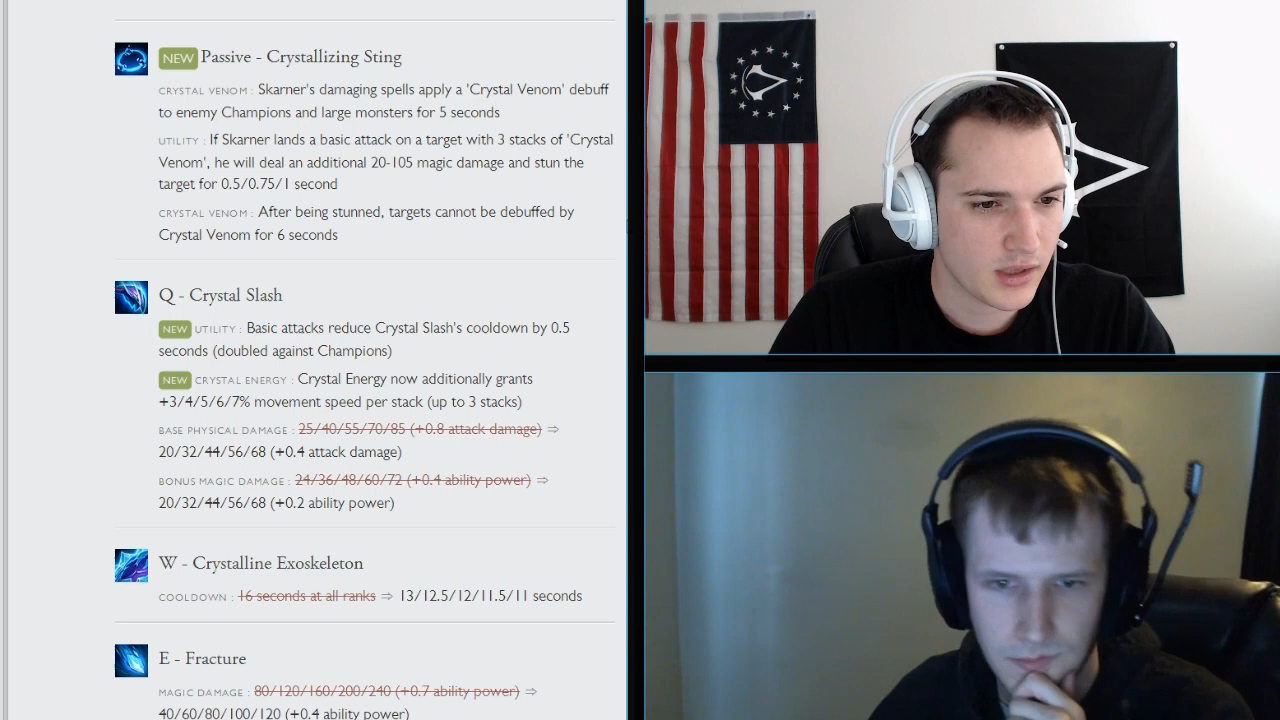 NEW Passive - Crystallizing Sting
CRYSTAL VENOM : Skarner's damaging spells apply a 'Crystal Venom' debuff
to enemy Champions and large monsters for 5 seconds
UTILITY : If Skarner lands a basic attack on a target with 3 stacks of 'Crystal
Venom', he will deal an additional 20-105 magic damage and stun the
target for 0.5/0.75/1 second
CRYSTAL VENOM : After being stunned, targets cannot be debuffed by
Crystal Venom for 6 seconds
Q - Crystal Slash
NEW UTILITY : Basic attacks reduce Crystal Slash's cooldown by 0.5
seconds (doubled against Champions)
NEW CRYSTAL ENERGY : Crystal Energy now additionally grants
+3/4/5/6/7% movement speed per stack (up to 3 stacks)
BASE PHYSICAL DAMAGE : 25/40/55/70/85 (+0.8 attack damage) ⇒
20/32/44/56/68 (+0.4 attack damage)
BONUS MAGIC DAMAGE : 24/36/48/60/72 (+0.4 ability power) ⇒
20/32/44/56/68 (+0.2 ability power)
W - Crystalline Exoskeleton
COOLDOWN : 16 seconds at all ranks ⇒ 13/12.5/12/11.5/11 seconds
E - Fracture
MAGIC DAMAGE : 80/120/160/200/240 (+0.7 ability power) ⇒
40/60/80/100/120 (+0.4 ability power)